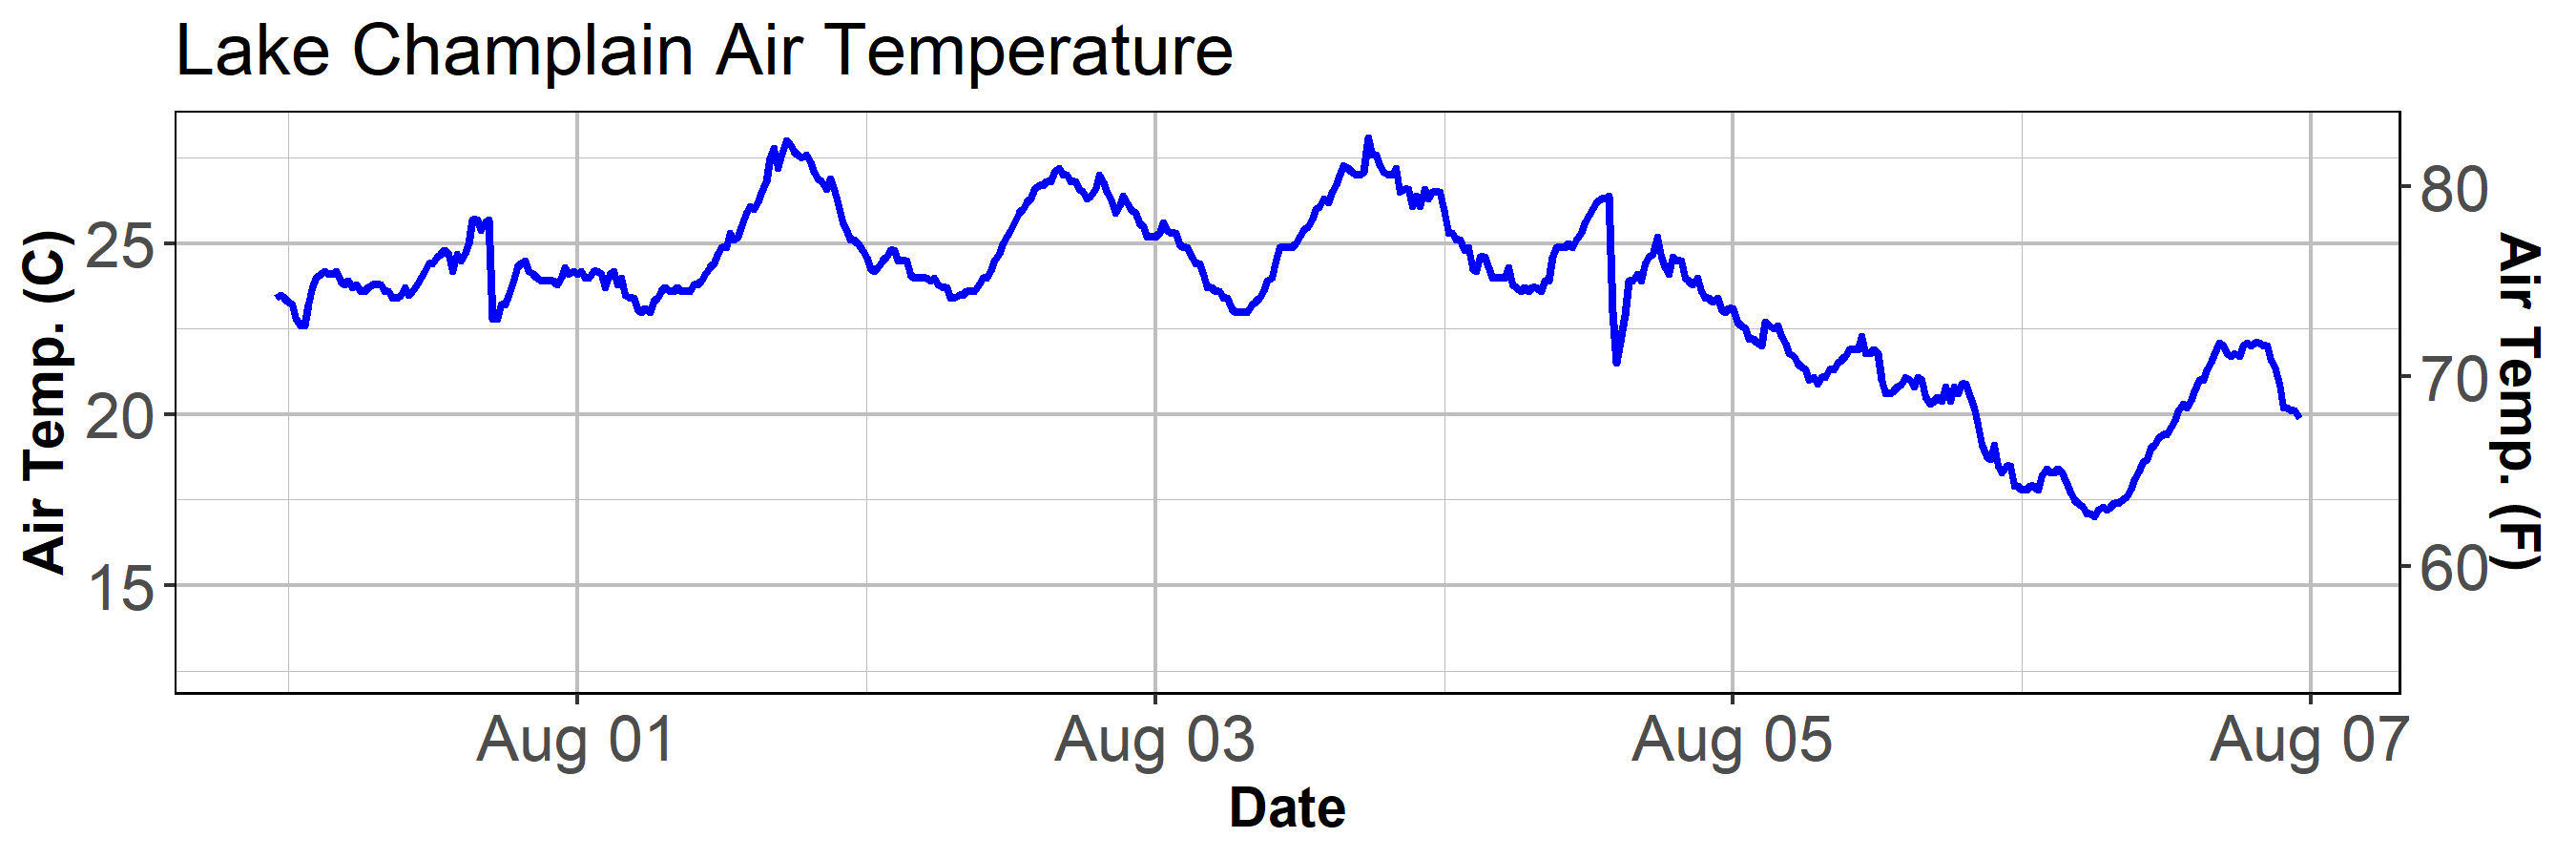 Lake Champlain Air Temperature
Air Temp. (C)
25
20
15
80
70
60
Air Temp. (F)
Aug 01
Aug 03
Aug 05
Aug 07
Date